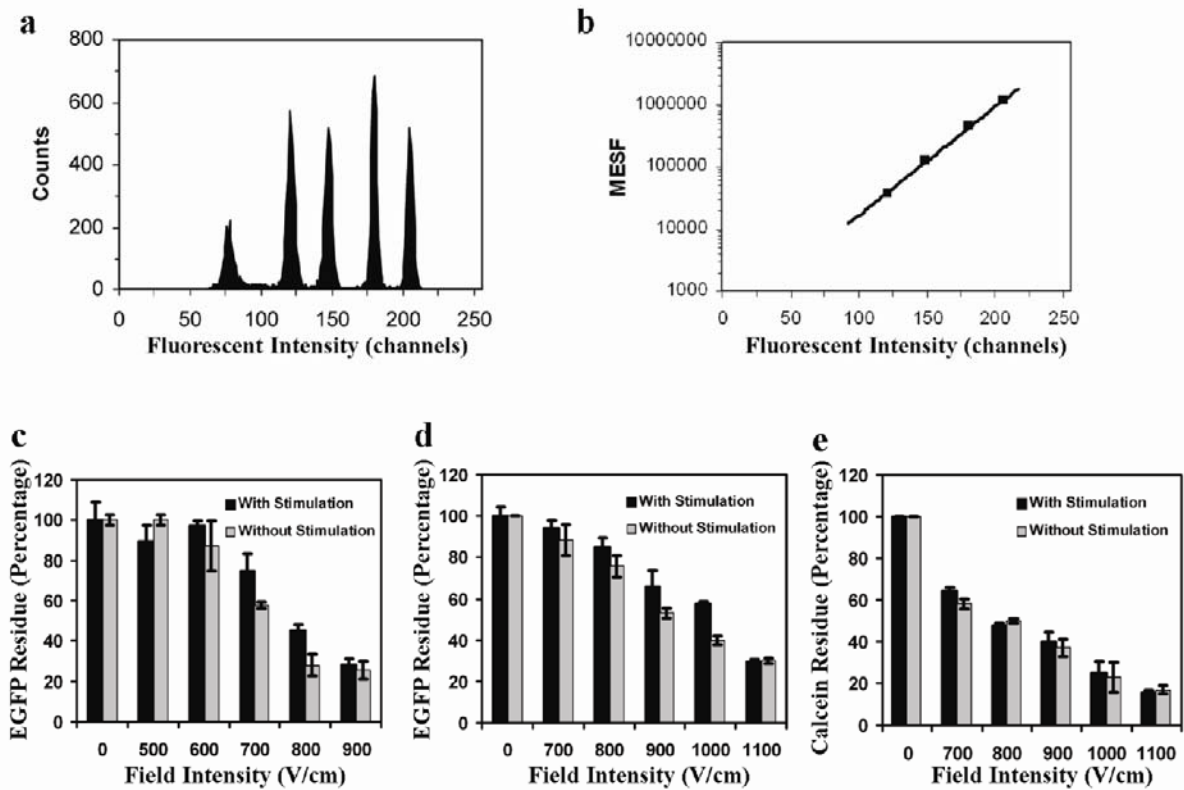 a
Counts
800
600
400
200
0
0 50 100 150 200 250
Fluorescent Intensity (channels)
b
MESF
10000000
1000000
100000
10000
1000
0 50 100 150 200 250
Fluorescent Intensity (channels)
c
EGFP Residue (Percentage)
120
100
80
60
40
20
0
With Stimulation
Without Stimulation
0 500 600 700 800 900
Field Intensity (V/cm)
d
EGFP Residue (Percentage)
120
100
80
60
40
20
0
With Stimulation
Without Stimulation
0 700 800 900 1000 1100
Field Intensity (V/cm)
e
Calcein Residue (Percentage)
120
100
80
60
40
20
0
With Stimulation
Without Stimulation
0 700 800 900 1000 1100
Field Intensity (V/cm)